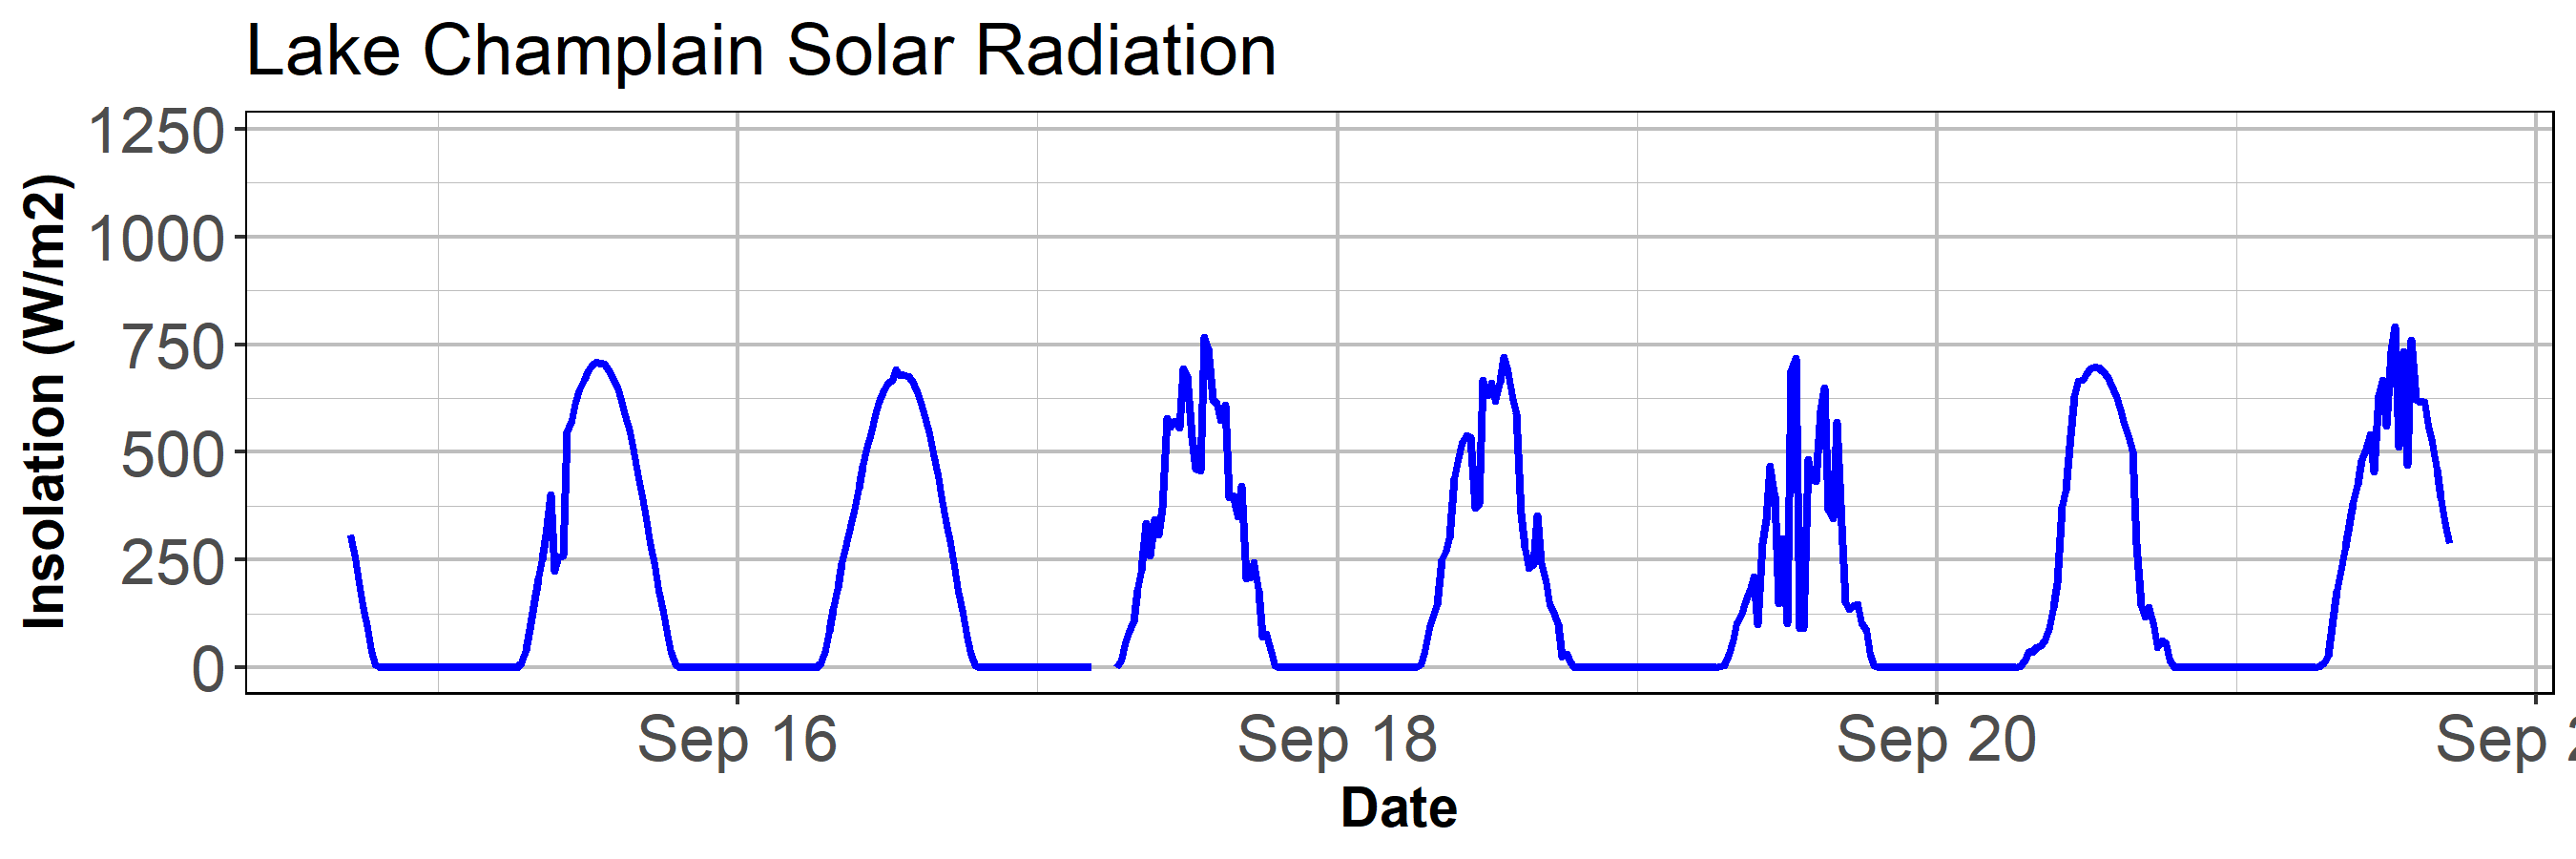 Lake Champlain Solar Radiation
Insolation (W/m2)
1250
1000
750
500
250
0
Sep 16
Sep 18
Sep 20
Sep
Date